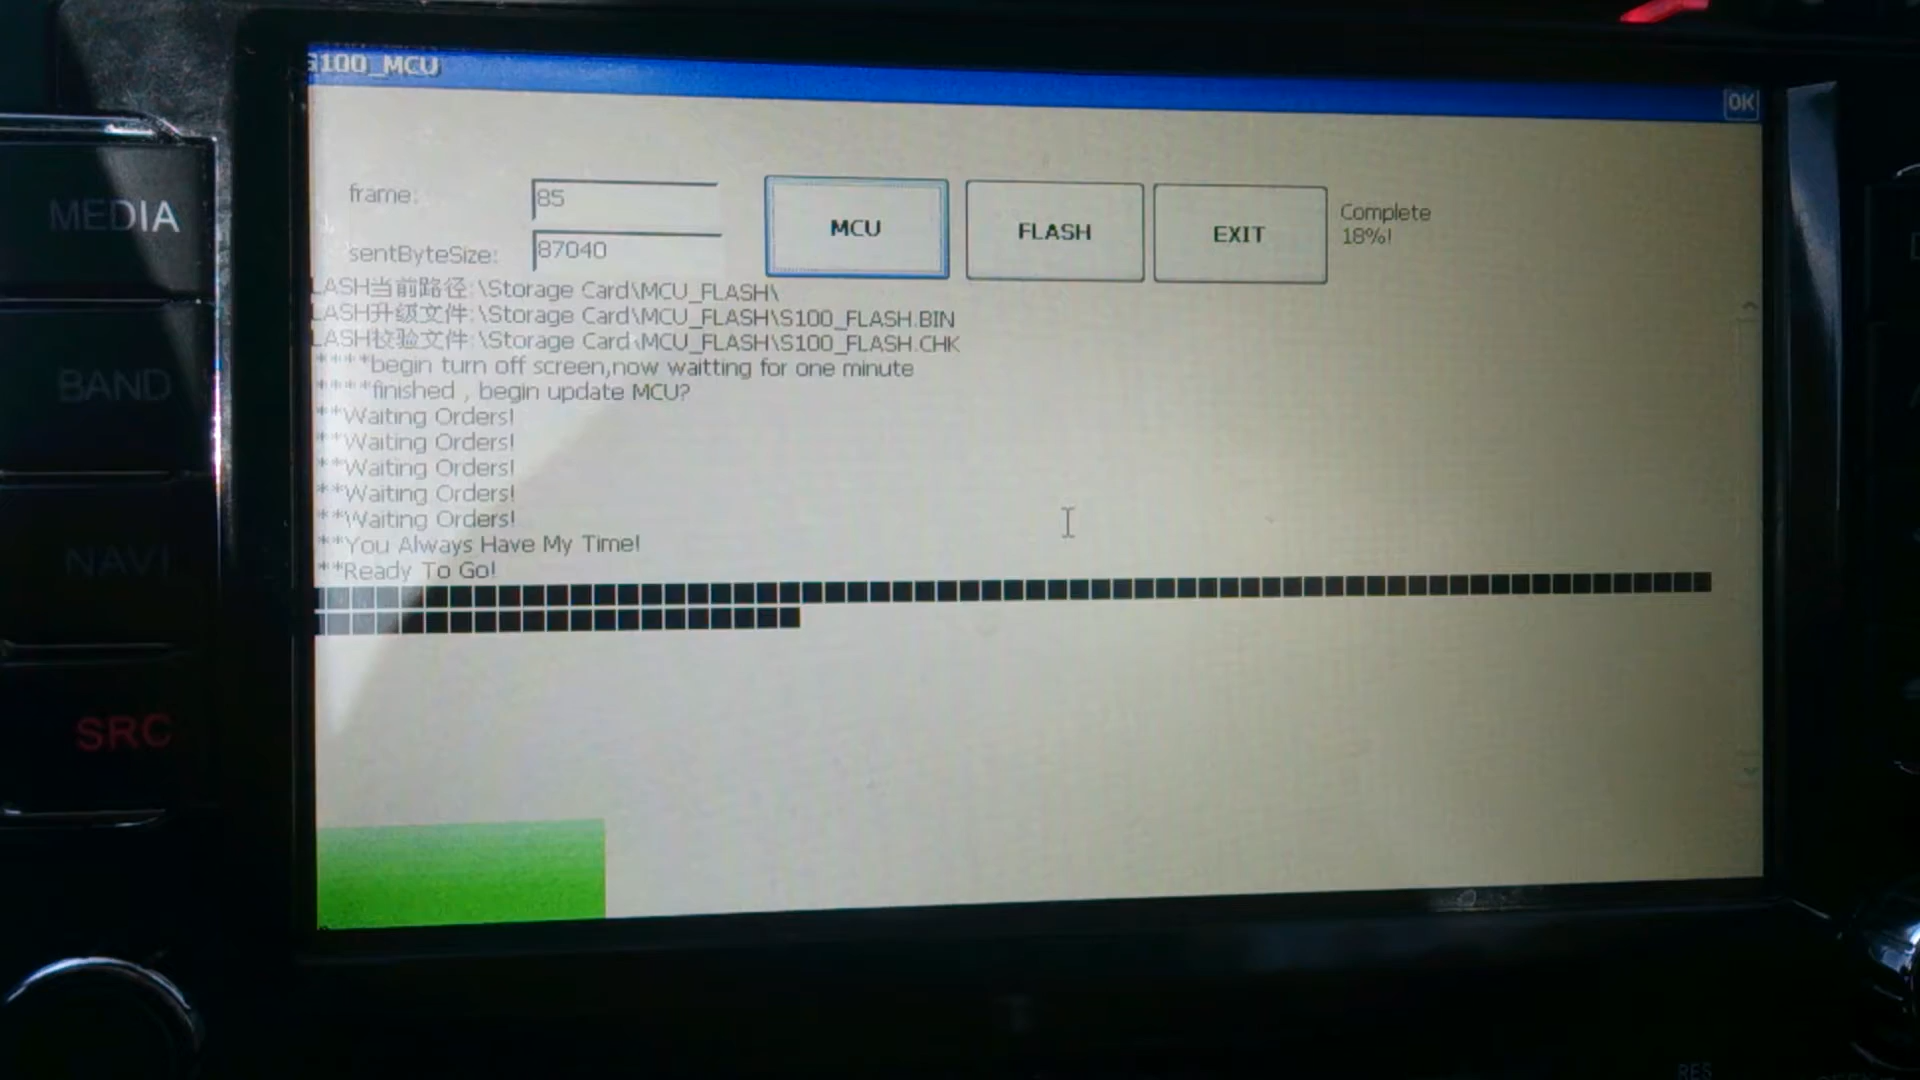 S100_MCU
OK
MEDIA
BAND
NAVI
SRC
frame:
85
sentByteSize:
87040
MCU
FLASH
EXIT
Complete
18%!
LASH当前路径:\Storage Card\MCU_FLASH\
LASH升级文件:\Storage Card\MCU_FLASH\S100_FLASH.BIN
LASH校验文件:\Storage Card\MCU_FLASH\S100_FLASH.CHK
****begin turn off screen,now waitting for one minute
****finished , begin update MCU?
**Waiting Orders!
**Waiting Orders!
**Waiting Orders!
**Waiting Orders!
**Waiting Orders!
**You Always Have My Time!
**Ready To Go!
RES